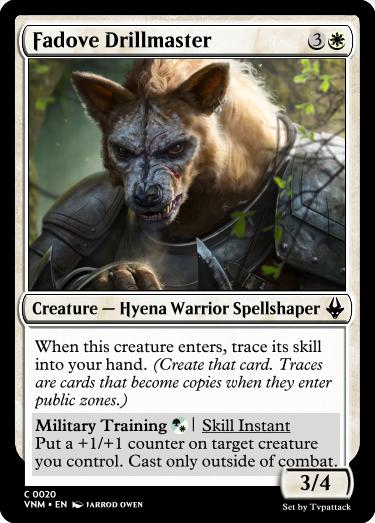 Fadove Drillmaster 3
Creature — Hyena Warrior Spellshaper
When this creature enters, trace its skill
into your hand. (Create that card. Traces
are cards that become copies when they enter
public zones.)
Military Training | Skill Instant
Put a +1/+1 counter on target creature
you control. Cast only outside of combat.
3/4
C 0020
VNM • EN JARROD OWEN
Set by Tvpattack